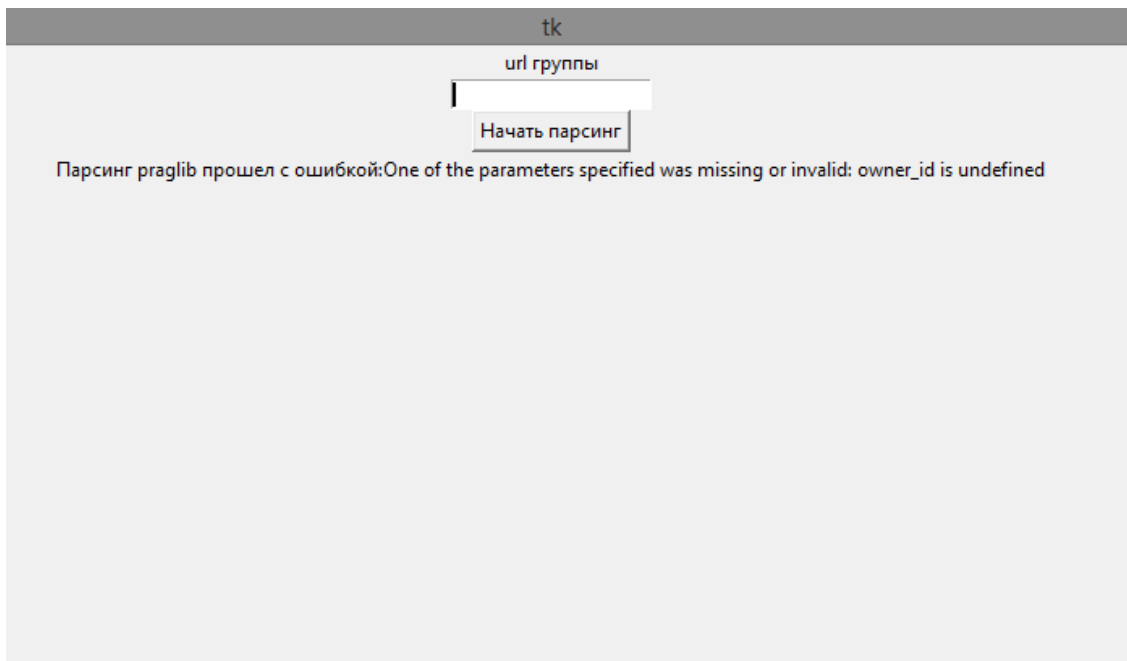 tk
url группы
Начать парсинг
Парсинг praglib прошел с ошибкой:One of the parameters specified was missing or invalid: owner_id is undefined